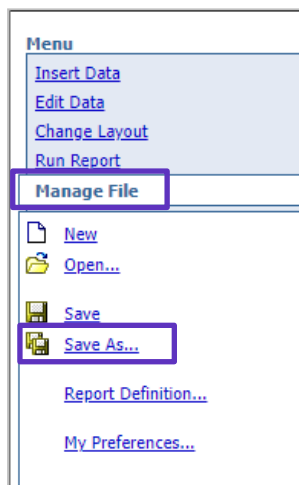 Menu
Insert Data
Edit Data
Change Layout
Run Report
Manage File
New
Open...
Save
Save As...
Report Definition...
My Preferences...